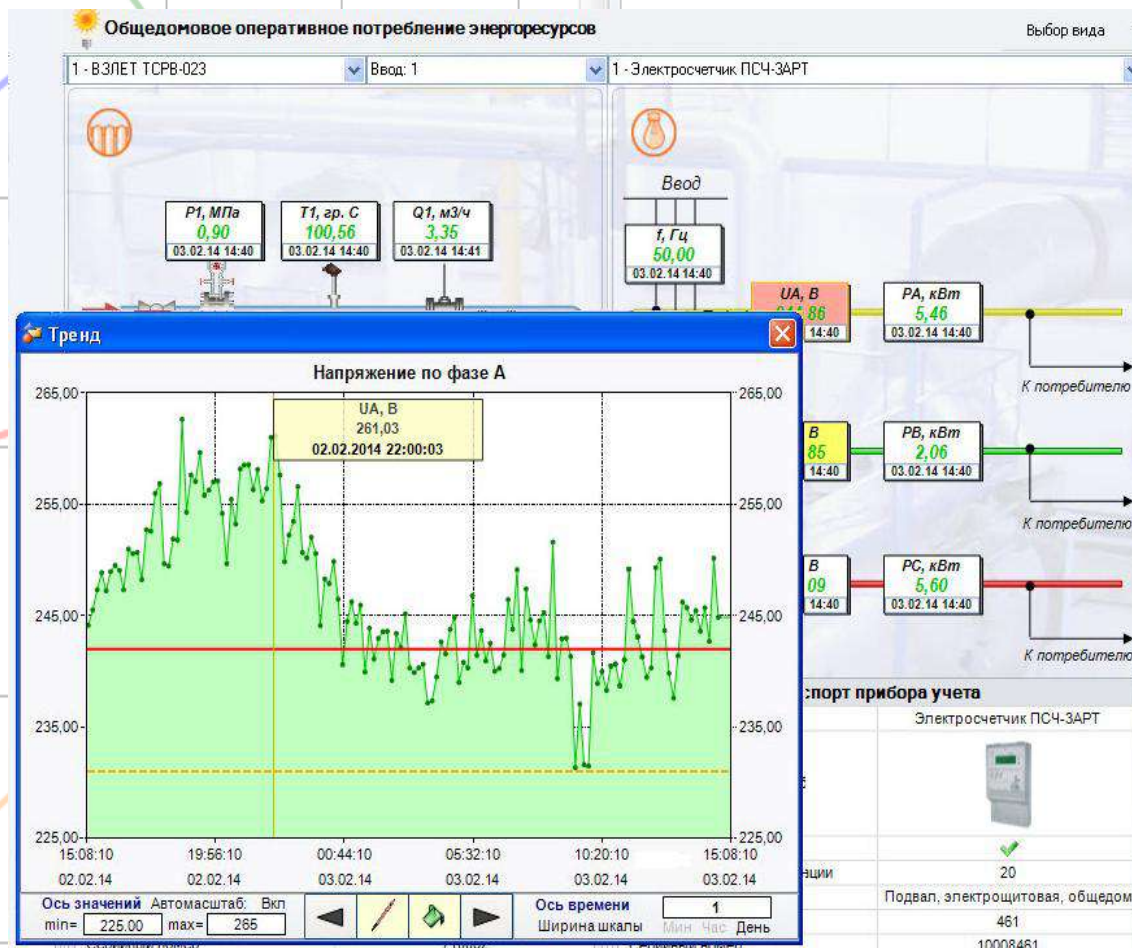 Общедомовое оперативное потребление энергоресурсов
Выбор вида
1 - ВЗЛЕТ ТСРВ-023
Ввод: 1
1 - Электросчетчик ПСЧ-3АРТ
Ввод
P1, МПа
0,90
03.02.14 14:40
T1, гр. C
100,56
03.02.14 14:40
Q1, м3/ч
3,35
03.02.14 14:41
f, Гц
50,00
03.02.14 14:40
UA, В
86
14:40
PA, кВт
5,46
03.02.14 14:40
К потребителю
В
85
14:40
PB, кВт
2,06
03.02.14 14:40
К потребителю
В
09
14:40
PC, кВт
5,60
03.02.14 14:40
К потребителю
Тренд
Напряжение по фазе А
UA, В
261,03
02.02.2014 22:00:03
265,00 265,00
255,00 255,00
245,00 245,00
235,00 235,00
225,00 225,00
15:08:10 19:56:10 00:44:10 05:32:10 10:20:10 15:08:10
02.02.14 02.02.14 03.02.14 03.02.14 03.02.14 03.02.14
Ось значений Автомасштаб: Вкл
min= 225.00 max= 265
Ось времени 1
Ширина шкалы Мин Час День
спорт прибора учета
Электросчетчик ПСЧ-3АРТ
ации 20
Подвал, электрощитовая, общедом
461
10008461